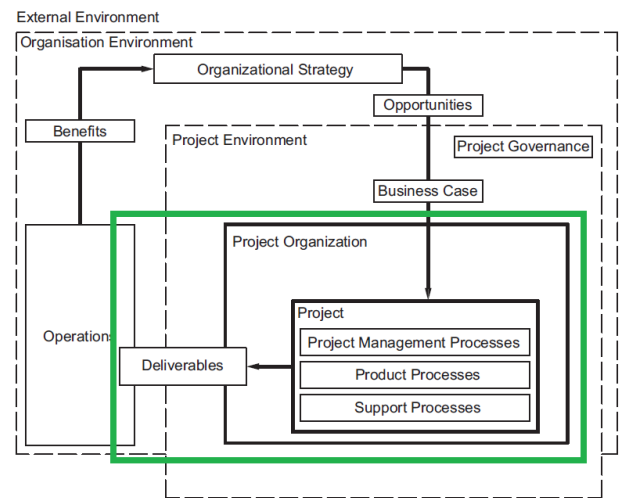 External Environment
Organisation Environment
Organizational Strategy
Opportunities
Benefits
Project Environment
Project Governance
Business Case
Project Organization
Project
Operations
Project Management Processes
Deliverables
Product Processes
Support Processes